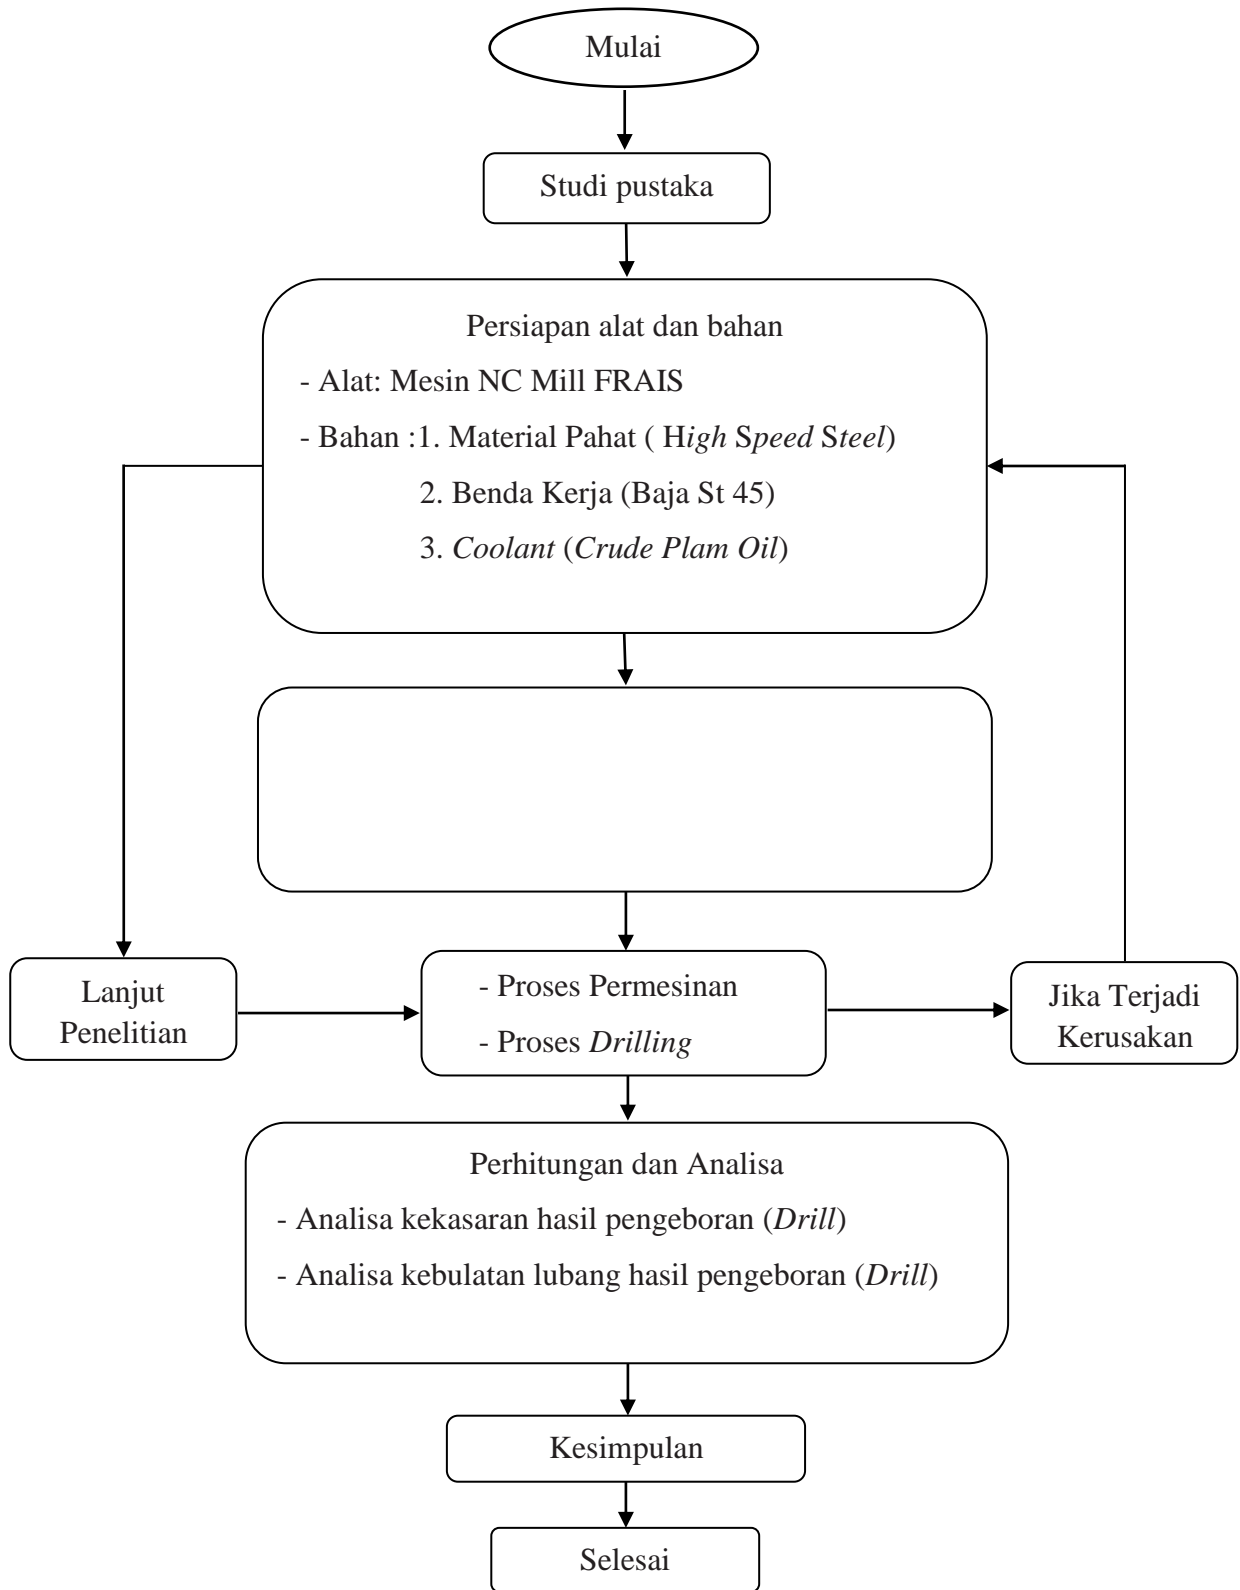 Mulai
Studi pustaka
Persiapan alat dan bahan
- Alat: Mesin NC Mill FRAIS
- Bahan :1. Material Pahat ( High Speed Steel)
2. Benda Kerja (Baja St 45)
3. Coolant (Crude Plam Oil)
Lanjut
Penelitian
- Proses Permesinan
- Proses Drilling
Jika Terjadi
Kerusakan
Perhitungan dan Analisa
- Analisa kekasaran hasil pengeboran (Drill)
- Analisa kebulatan lubang hasil pengeboran (Drill)
Kesimpulan
Selesai